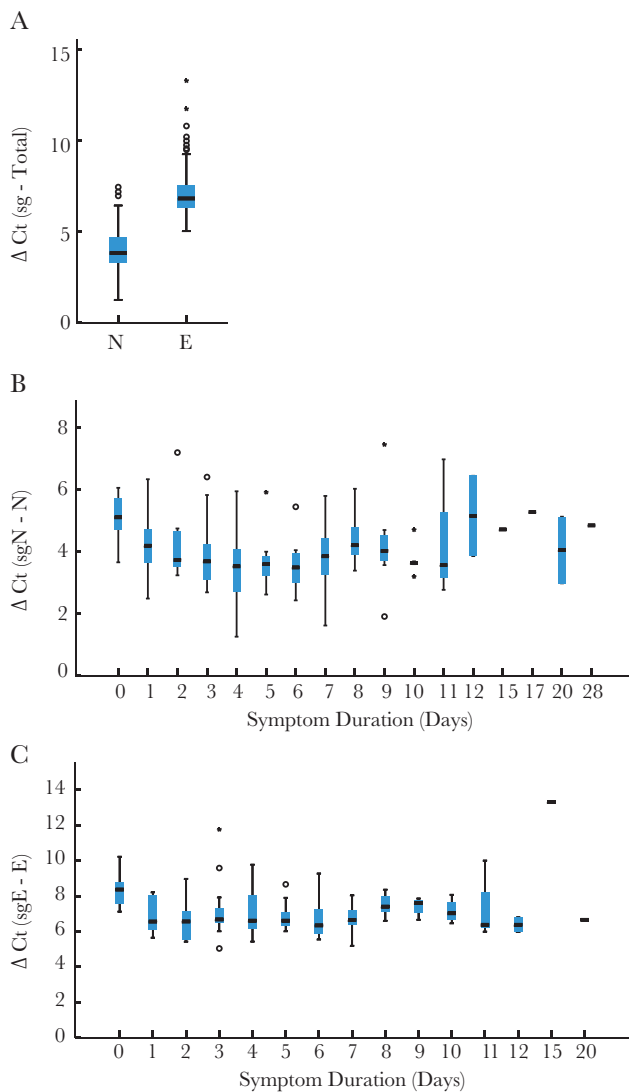 A
15
10
5
0
Δ Ct (sg - Total)
N E
B
8
6
4
2
0
Δ Ct (sgN - N)
0 1 2 3 4 5 6 7 8 9 10 11 12 15 17 20 28
Symptom Duration (Days)
C
14
12
10
8
6
4
2
0
Δ Ct (sgE - E)
0 1 2 3 4 5 6 7 8 9 10 11 12 15 20
Symptom Duration (Days)